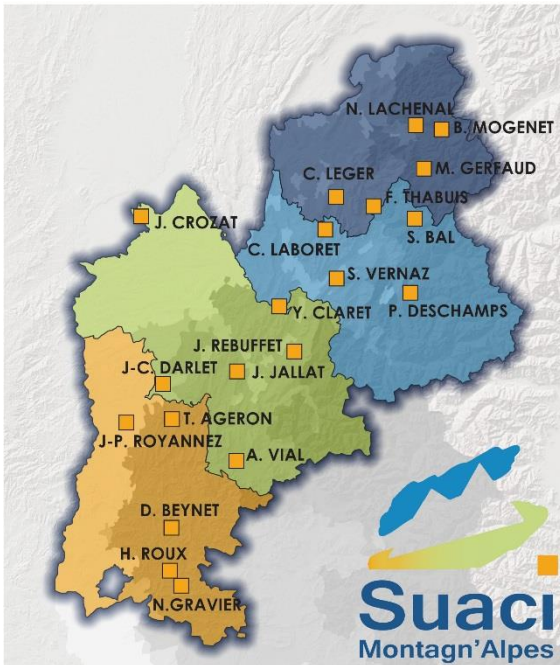 N. LACHENAL
B. MOGENET
M. GERFAUD
C. LEGER
F. THABUIS
J. CROZAT
S. BAL
C. LABORET
S. VERNAZ
P. DESCHAMPS
Y. CLARET
J. REBUFFET
J-C. DARLET
J. JALLAT
T. AGERON
J-P. ROYANNEZ
A. VIAL
D. BEYNET
H. ROUX
N.GRAVIER
Suaci
Montagn'Alpes